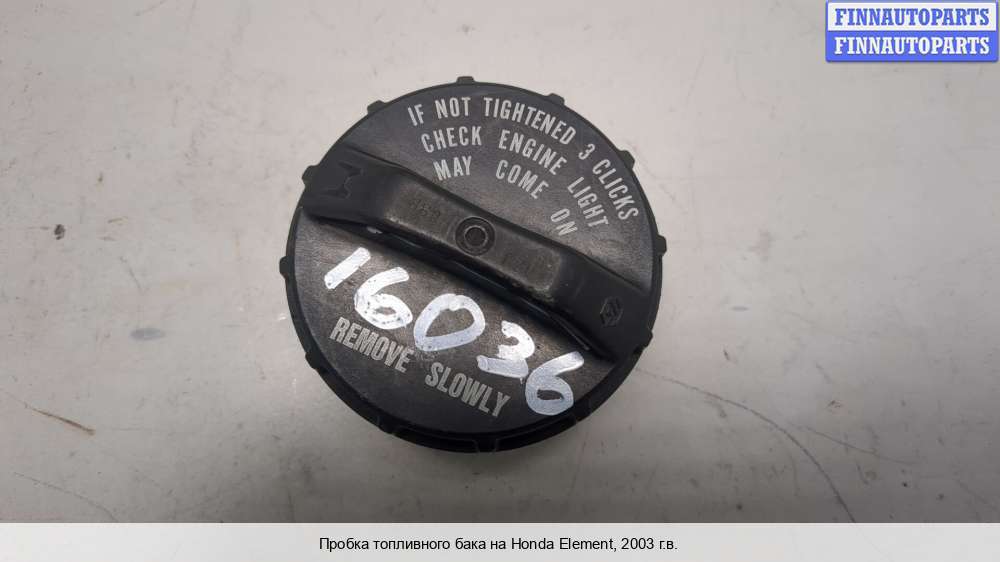 FINNAUTOPARTS
FINNAUTOPARTS
IF NOT TIGHTENED 3 CLICKS
CHECK ENGINE LIGHT
MAY COME ON
16036
REMOVE SLOWLY
Пробка топливного бака на Honda Element, 2003 г.в.